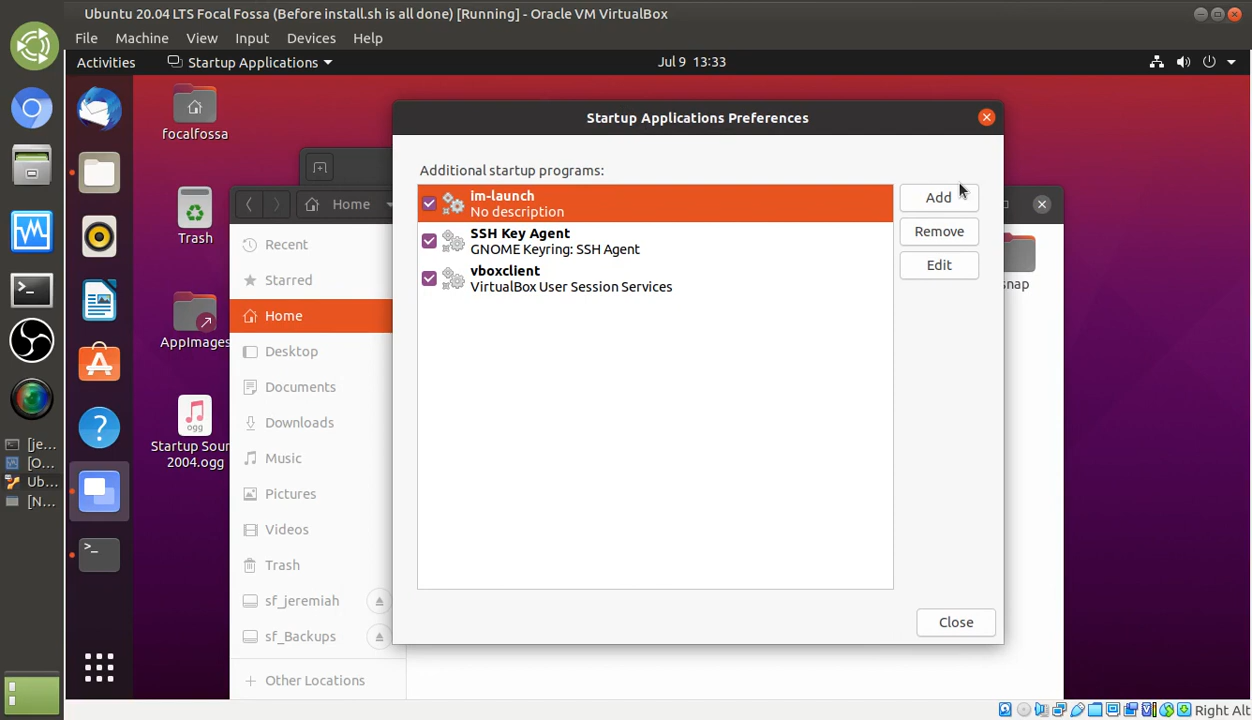 Ubuntu 20.04 LTS Focal Fossa (Before install.sh is all done) [Running] - Oracle VM VirtualBox
File Machine View Input Devices Help
Activities Startup Applications Jul 9 13:33
focalfossa
Trash
AppImages
ogg
Startup Soun
2004.ogg
[je...
[O...
Ub...
[N...
Home
Recent
Starred
Home
Desktop
Documents
Downloads
Music
Pictures
Videos
Trash
sf_jeremiah
sf_Backups
Other Locations
snap
Startup Applications Preferences
Additional startup programs:
im-launch
No description
SSH Key Agent
GNOME Keyring: SSH Agent
vboxclient
VirtualBox User Session Services
Add
Remove
Edit
Close
Right Alt